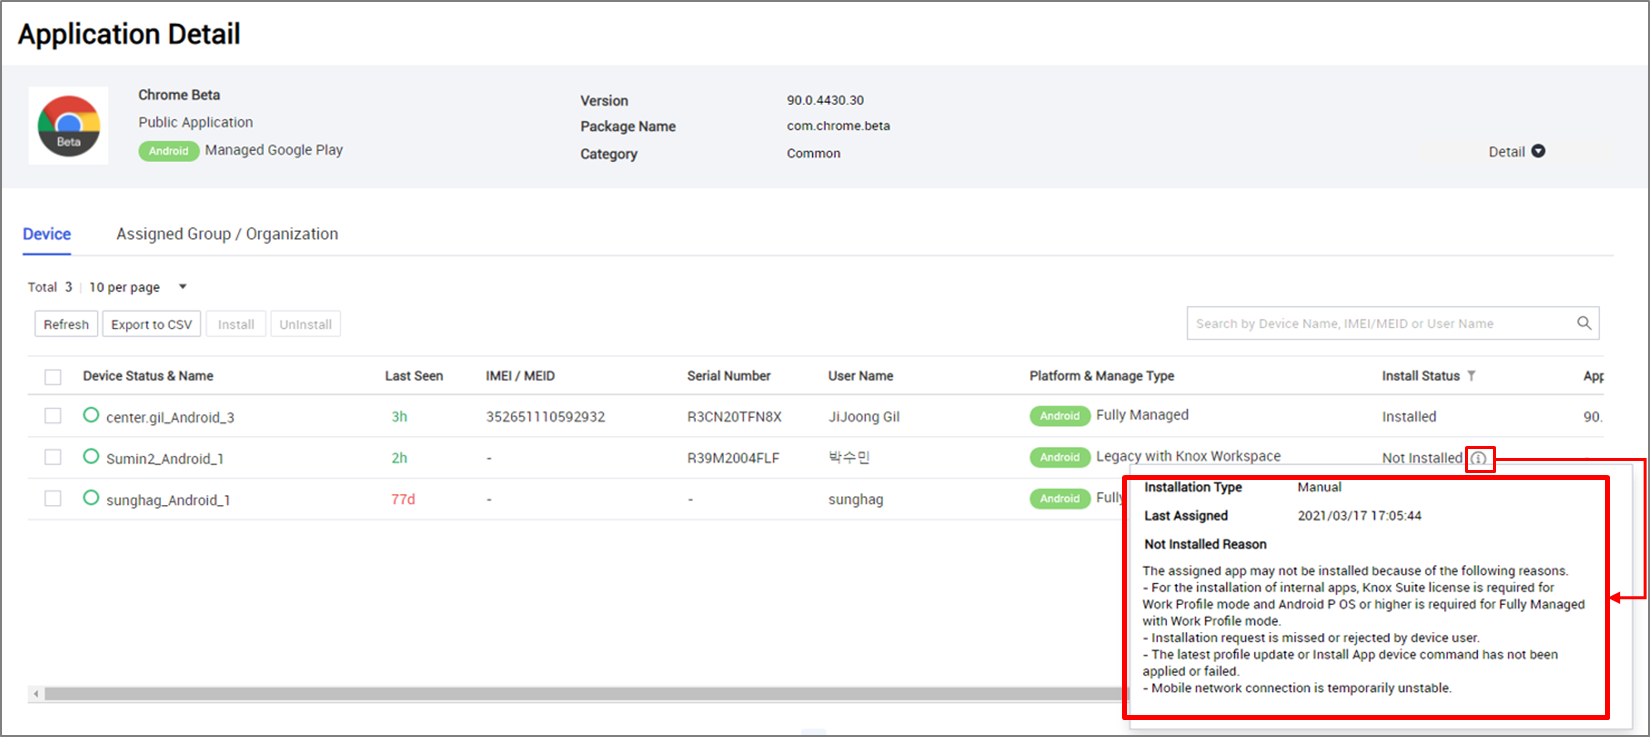 Application Detail
Chrome Beta
Public Application
Android Managed Google Play
Beta
Version 90.0.4430.30
Package Name com.chrome.beta
Category Common
Detail
Device Assigned Group / Organization
Total 3 10 per page
Refresh Export to CSV Install UnInstall
Search by Device Name, IMEI/MEID or User Name
Device Status & Name Last Seen IMEI / MEID Serial Number User Name Platform & Manage Type Install Status App
center.gil_Android_3 3h 352651110592932 R3CN20TFN8X JiJoong Gil Android Fully Managed Installed 90.
Sumin2_Android_1 2h - R39M2004FLF 박수민 Android Legacy with Knox Workspace Not Installed
sunghag_Android_1 77d - - sunghag Android Fully
Installation Type Manual
Last Assigned 2021/03/17 17:05:44
Not Installed Reason
The assigned app may not be installed because of the following reasons.
- For the installation of internal apps, Knox Suite license is required for
Work Profile mode and Android P OS or higher is required for Fully Managed
with Work Profile mode.
- Installation request is missed or rejected by device user.
- The latest profile update or Install App device command has not been
applied or failed.
- Mobile network connection is temporarily unstable.